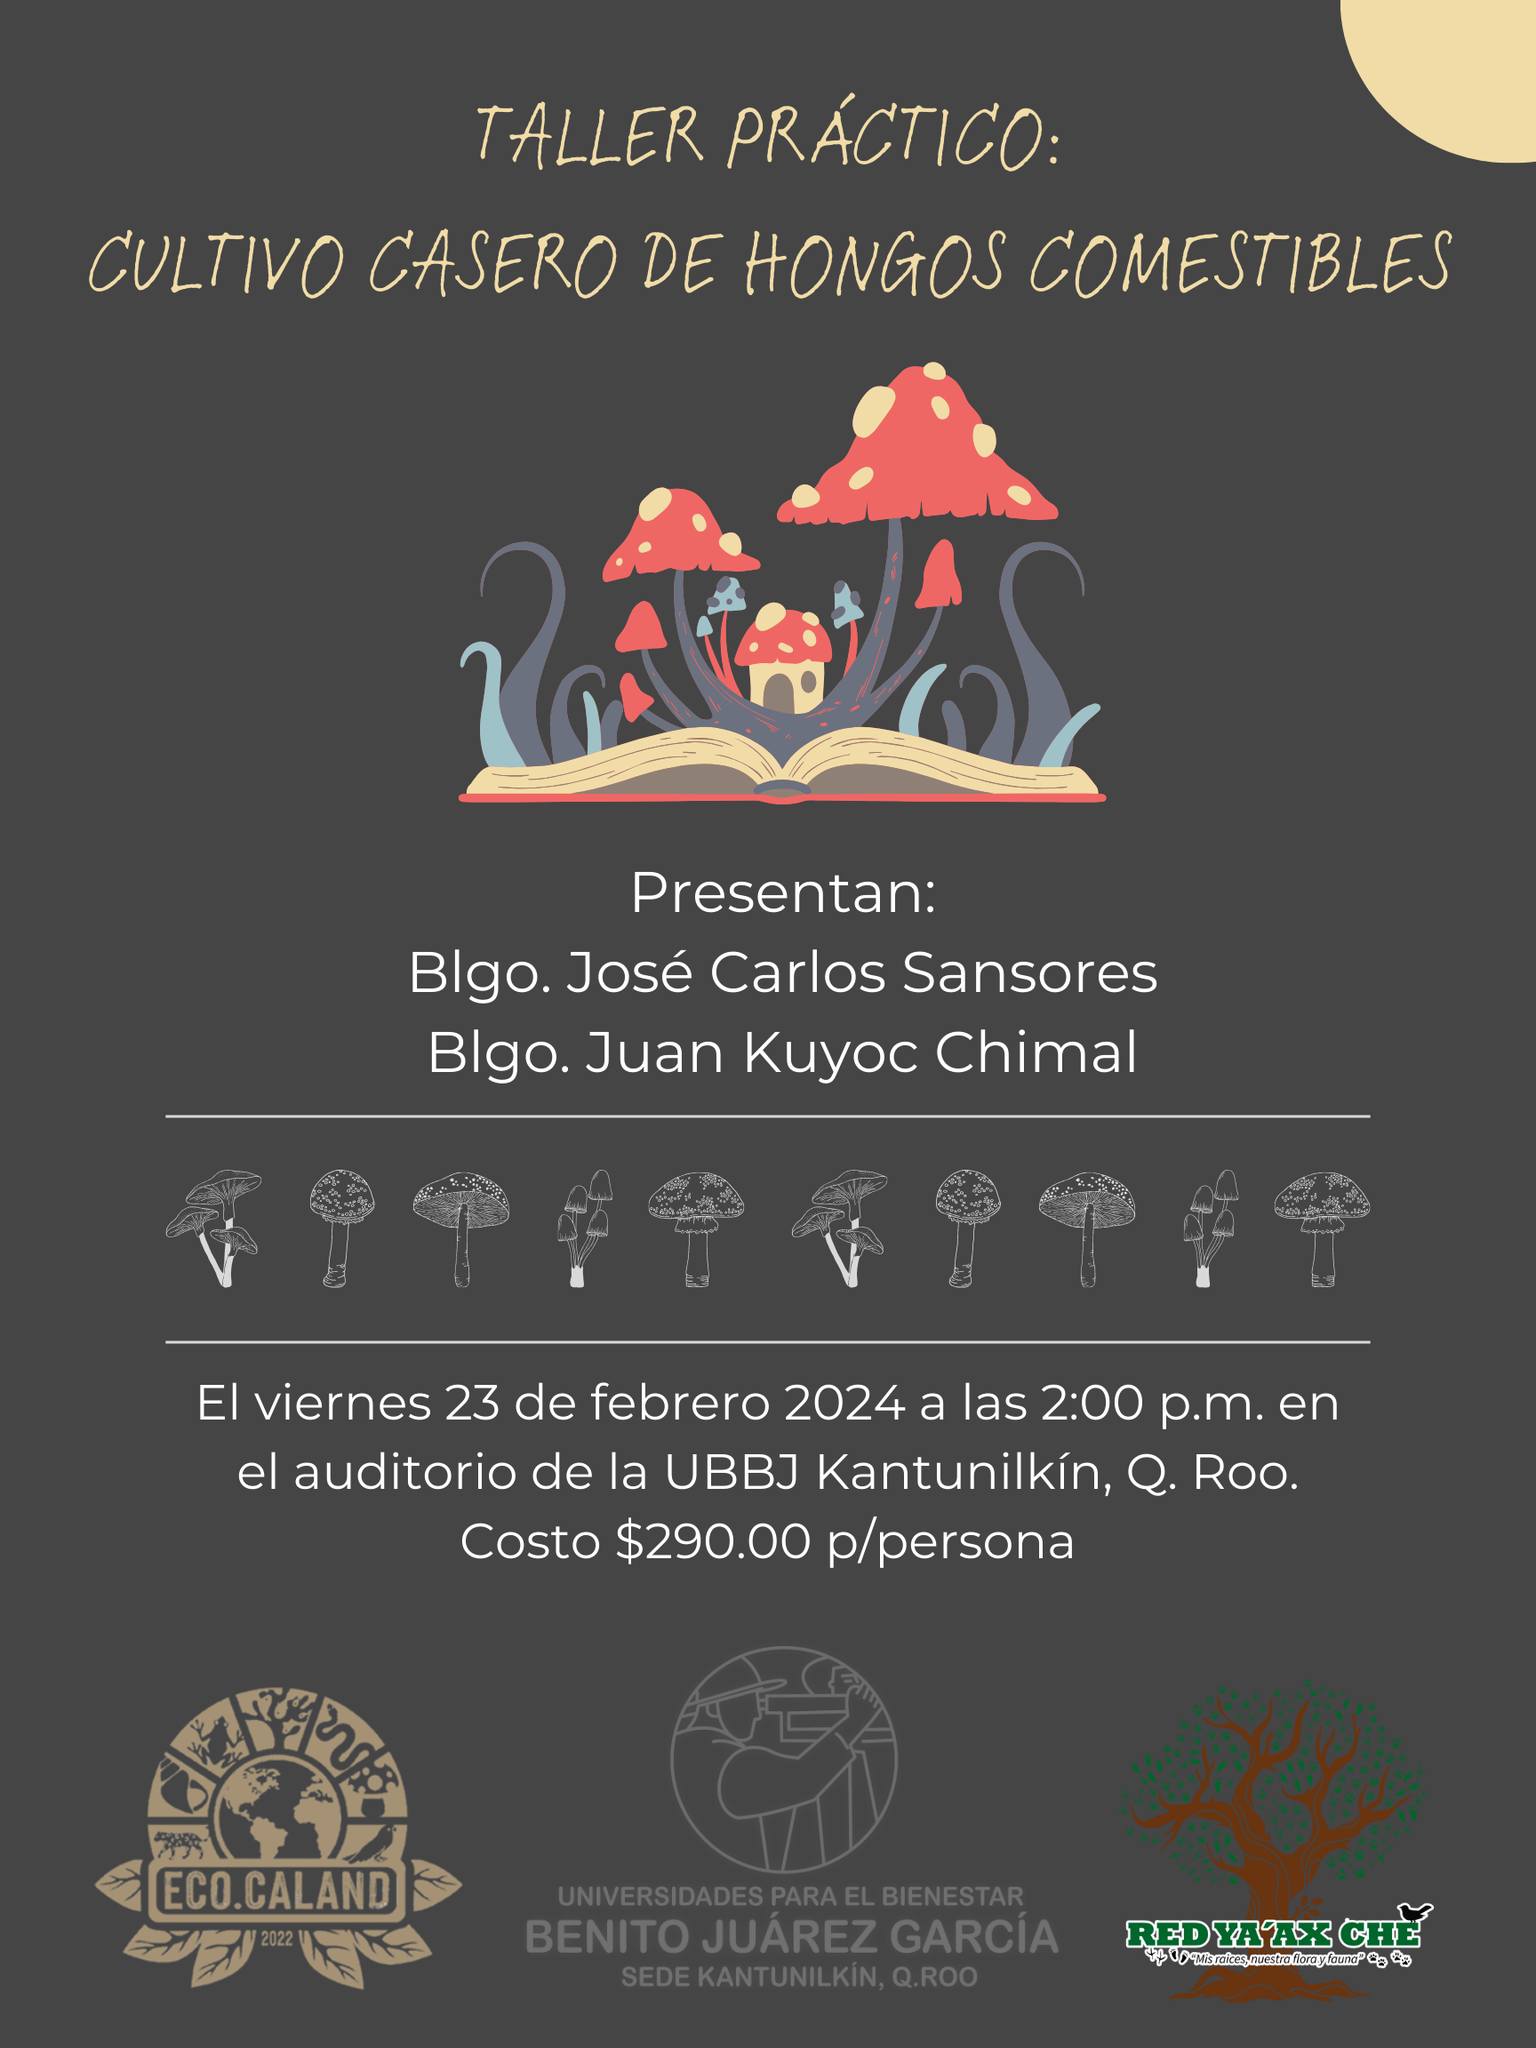 TALLER PRÁCTICO:
CULTIVO CASERO DE HONGOS COMESTIBLES
Presentan:
Blgo. José Carlos Sansores
Blgo. Juan Kuyoc Chimal
El viernes 23 de febrero 2024 a las 2:00 p.m. en
el auditorio de la UBBJ Kantunilkín, Q. Roo.
Costo $290.00 p/persona
ECO.CALAND
2022
UNIVERSIDADES PARA EL BIENESTAR
BENITO JUÁREZ GARCÍA
SEDE KANTUNILKÍN, Q.ROO
RED YA´AX CHE
"Mis raices, nuestra flora y fauna"